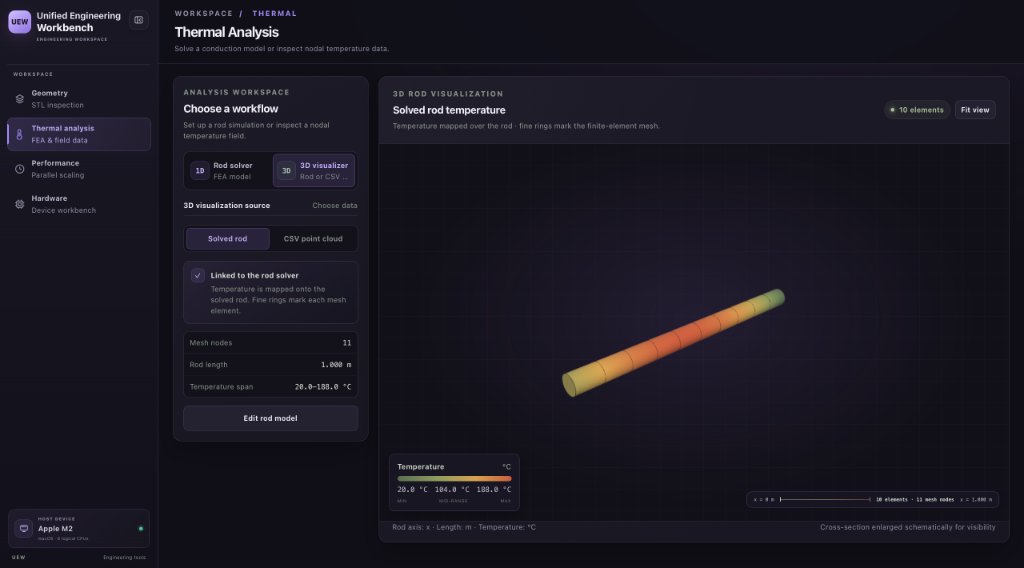 UEW
Unified Engineering
Workbench
ENGINEERING WORKSPACE
WORKSPACE
Geometry
STL inspection
Thermal analysis
FEA & field data
Performance
Parallel scaling
Hardware
Device workbench
HOST DEVICE
Apple M2
macOS · 8 logical CPUs
UEW
Engineering tools
WORKSPACE / THERMAL
Thermal Analysis
Solve a conduction model or inspect nodal temperature data.
ANALYSIS WORKSPACE
Choose a workflow
Set up a rod simulation or inspect a nodal
temperature field.
1D
Rod solver
FEA model
3D
3D visualizer
Rod or CSV ...
3D visualization source
Choose data
Solved rod
CSV point cloud
Linked to the rod solver
Temperature is mapped onto the
solved rod. Fine rings mark each mesh
element.
Mesh nodes 11
Rod length 1.000 m
Temperature span 20.0–188.0 °C
Edit rod model
3D ROD VISUALIZATION
Solved rod temperature
Temperature mapped over the rod · fine rings mark the finite-element mesh.
10 elements
Fit view
Temperature °C
20.0 °C 104.0 °C 188.0 °C
MIN MID-RANGE MAX
x = 0 m 10 elements · 11 mesh nodes x = 1.000 m
Rod axis: x · Length: m · Temperature: °C
Cross-section enlarged schematically for visibility